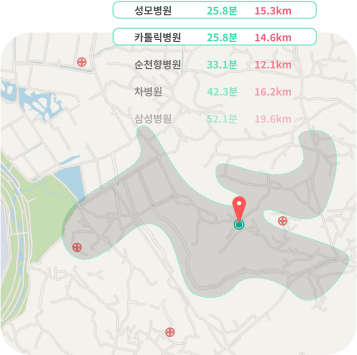 성모병원 25.8분 15.3km
카톨릭병원 25.8분 14.6km
순천향병원 33.1분 12.1km
차병원 42.3분 16.2km
삼성병원 52.1분 19.6km